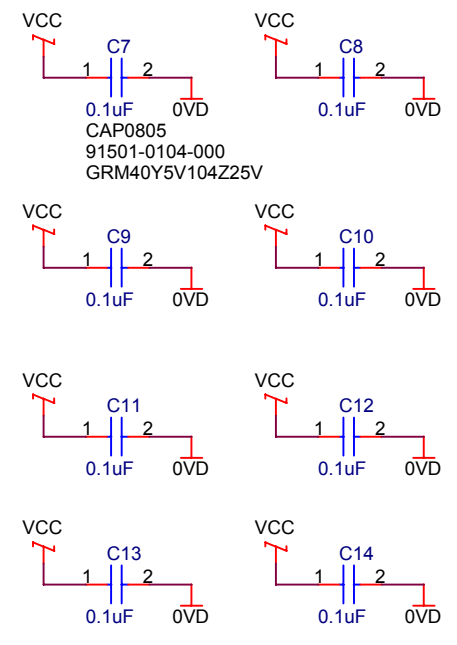 VCC VCC
C7 C8
1 2 1 2
0.1uF 0VD 0.1uF 0VD
CAP0805
91501-0104-000
GRM40Y5V104Z25V
VCC VCC
C9 C10
1 2 1 2
0.1uF 0VD 0.1uF 0VD
VCC VCC
C11 C12
1 2 1 2
0.1uF 0VD 0.1uF 0VD
VCC VCC
C13 C14
1 2 1 2
0.1uF 0VD 0.1uF 0VD